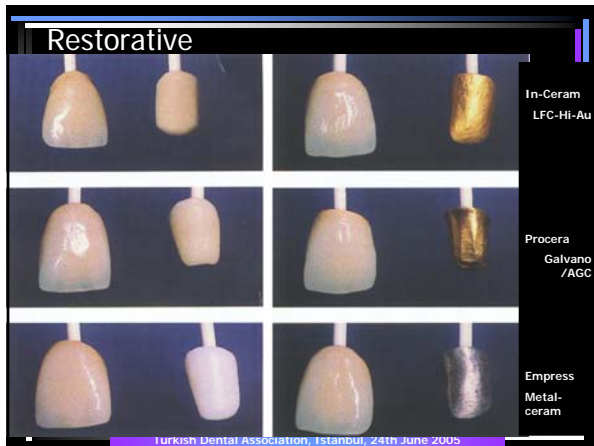 Restorative
In-Ceram
LFC-Hi-Au
Procera
Galvano
/AGC
Empress
Metal-
ceram
Turkish Dental Association, Istanbul, 24th June 2005